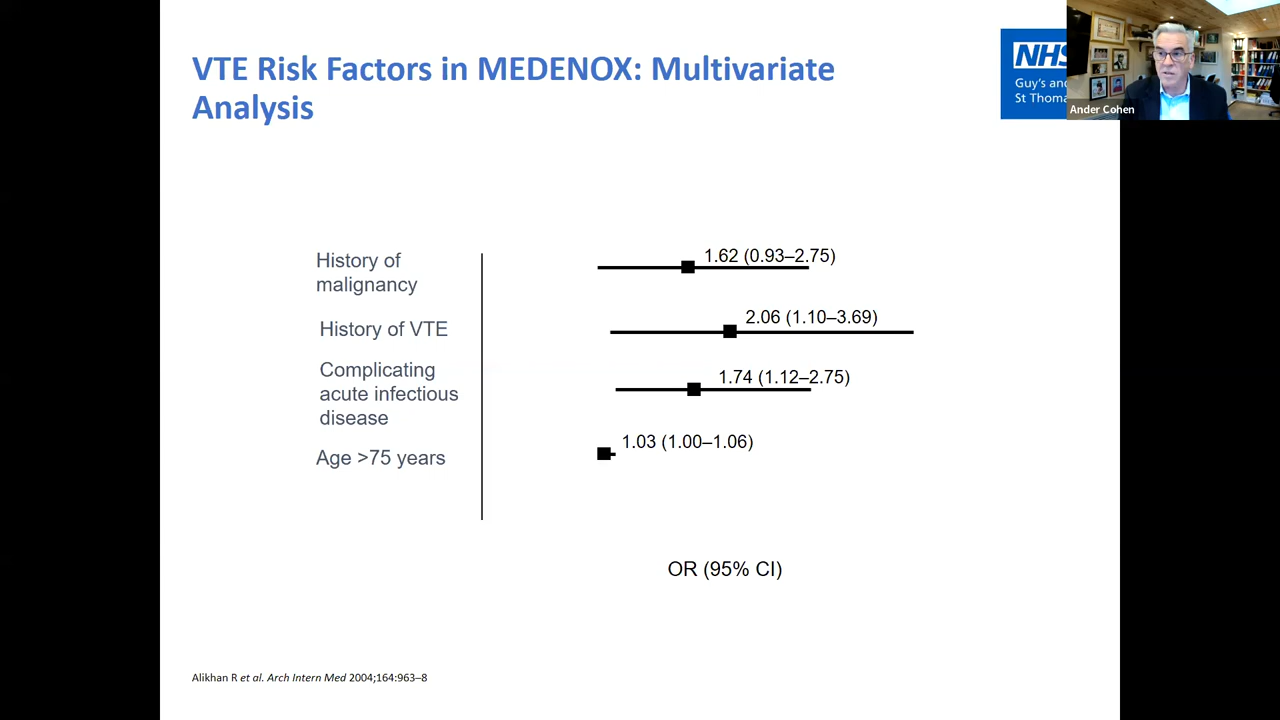 VTE Risk Factors in MEDENOX: Multivariate
Analysis
NHS
Guy's and
St Thoma
Ander Cohen
History of
malignancy
1.62 (0.93–2.75)
History of VTE
2.06 (1.10–3.69)
Complicating
acute infectious
disease
1.74 (1.12–2.75)
Age >75 years
1.03 (1.00–1.06)
OR (95% CI)
Alikhan R et al. Arch Intern Med 2004;164:963–8